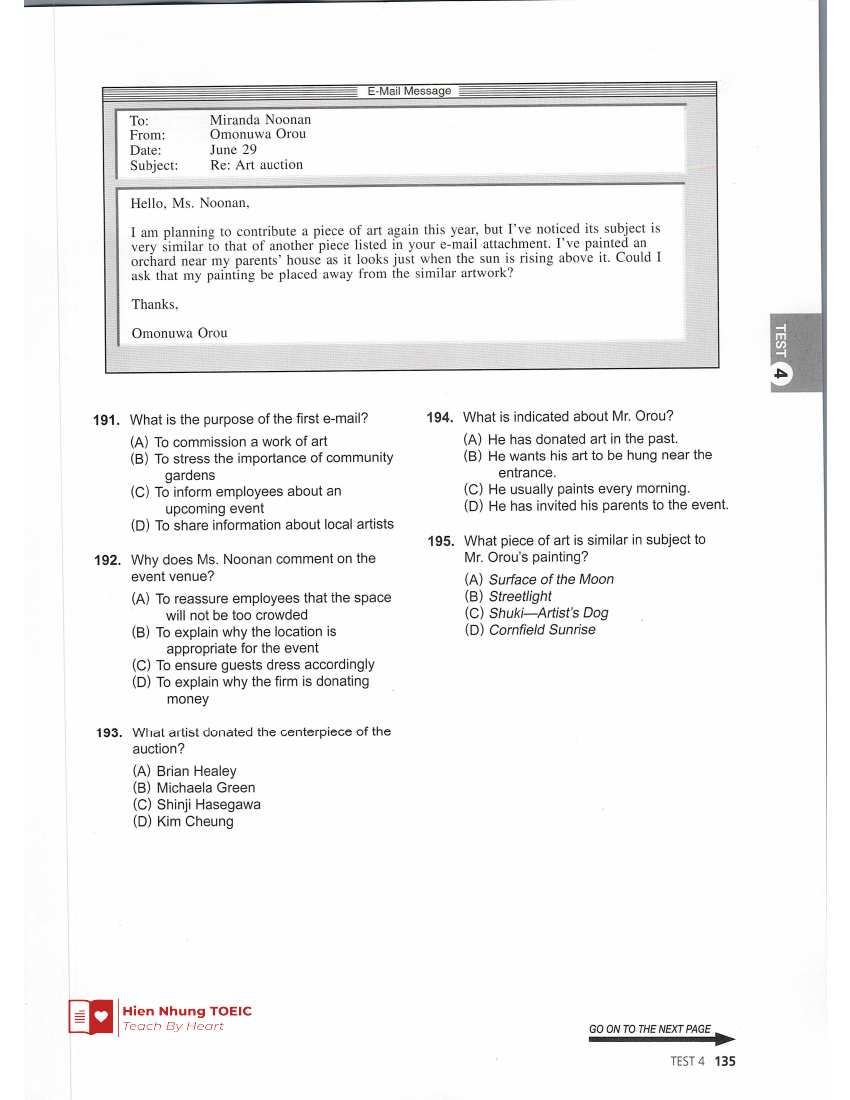 E-Mail Message
To: Miranda Noonan
From: Omonuwa Orou
Date: June 29
Subject: Re: Art auction
Hello, Ms. Noonan,
I am planning to contribute a piece of art again this year, but I've noticed its subject is
very similar to that of another piece listed in your e-mail attachment. I've painted an
orchard near my parents' house as it looks just when the sun is rising above it. Could I
ask that my painting be placed away from the similar artwork?
Thanks,
Omonuwa Orou
TEST 4
191. What is the purpose of the first e-mail?
(A) To commission a work of art
(B) To stress the importance of community
gardens
(C) To inform employees about an
upcoming event
(D) To share information about local artists
192. Why does Ms. Noonan comment on the
event venue?
(A) To reassure employees that the space
will not be too crowded
(B) To explain why the location is
appropriate for the event
(C) To ensure guests dress accordingly
(D) To explain why the firm is donating
money
193. What artist donated the centerpiece of the
auction?
(A) Brian Healey
(B) Michaela Green
(C) Shinji Hasegawa
(D) Kim Cheung
194. What is indicated about Mr. Orou?
(A) He has donated art in the past.
(B) He wants his art to be hung near the
entrance.
(C) He usually paints every morning.
(D) He has invited his parents to the event.
195. What piece of art is similar in subject to
Mr. Orou's painting?
(A) Surface of the Moon
(B) Streetlight
(C) Shuki—Artist's Dog
(D) Cornfield Sunrise
Hien Nhung TOEIC
Teach By Heart
GO ON TO THE NEXT PAGE
TEST 4 135